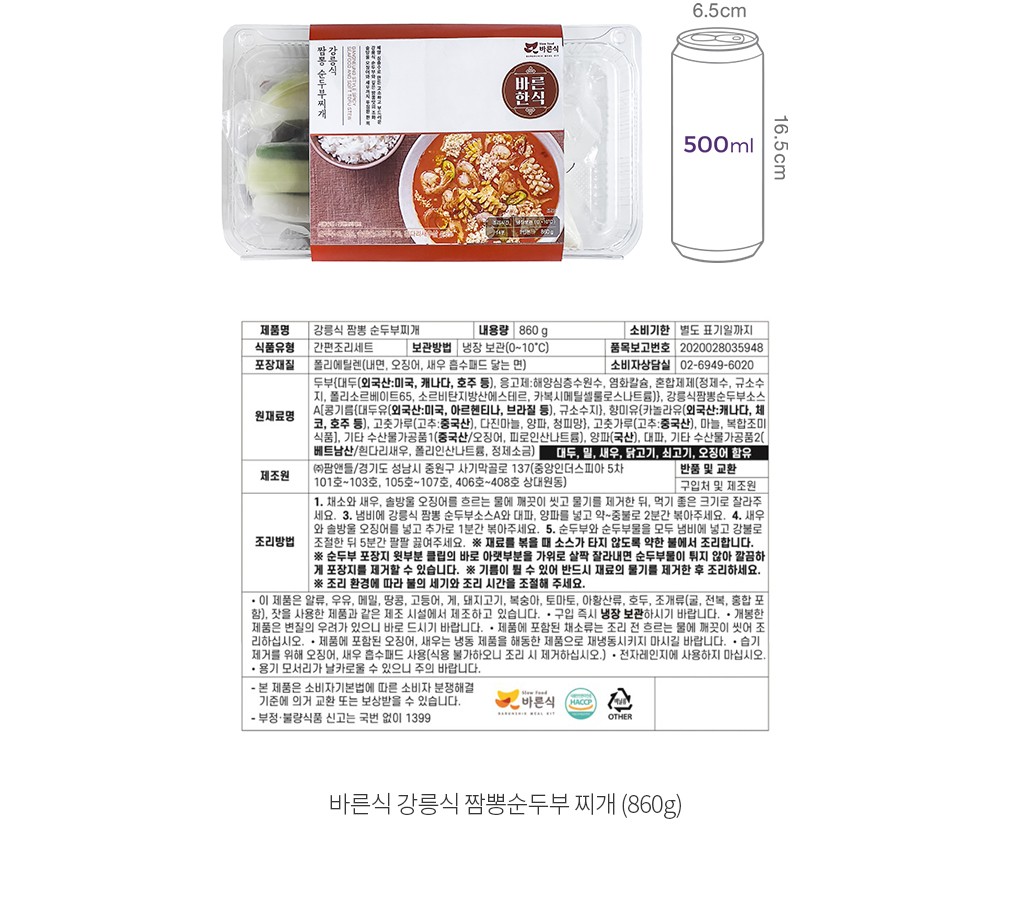 6.5cm
16.5cm
500ml
강릉식
짬뽕 순두부찌개
바른식
바른
한식
860g
제품명 강릉식 짬뽕 순두부찌개 내용량 860 g 소비기한 별도 표기일까지
식품유형 간편조리세트 보관방법 냉장 보관(0~10˚C) 품목보고번호 2020028035948
포장재질 폴리에틸렌(내면, 오징어, 새우 흡수패드 닿는 면) 소비자상담실 02-6949-6020
원재료명
두부{대두(외국산:미국, 캐나다, 호주 등), 응고제:해양심층수원수, 염화칼슘, 혼합제제(정제수, 규소수
지, 폴리소르베이트65, 소르비탄지방산에스테르, 카복시메틸셀룰로스나트륨)}, 강릉식짬뽕순두부소스
A[콩기름{대두유(외국산:미국, 아르헨티나, 브라질 등), 규소수지}, 향미유{카놀라유(외국산:캐나다, 체
코, 호주 등), 고춧가루(고추:중국산), 다진마늘, 양파, 청피망}, 고춧가루(고추:중국산), 마늘, 복합조미
식품], 기타 수산물가공품1(중국산/오징어, 피로인산나트륨), 양파(국산), 대파, 기타 수산물가공품2(
베트남산/흰다리새우, 폴리인산나트륨, 정제소금) 대두, 밀, 새우, 닭고기, 쇠고기, 오징어 함유
제조원
㈜팜앤들/경기도 성남시 중원구 사기막골로 137(중앙인더스피아 5차
101호~103호, 105호~107호, 406호~408호 상대원동)
반품 및 교환
구입처 및 제조원
조리방법
1. 채소와 새우, 솔방울 오징어를 흐르는 물에 깨끗이 씻고 물기를 제거한 뒤, 먹기 좋은 크기로 잘라주
세요. 3. 냄비에 강릉식 짬뽕 순두부소스A와 대파, 양파를 넣고 약~중불로 2분간 볶아주세요. 4. 새우
와 솔방울 오징어를 넣고 추가로 1분간 볶아주세요. 5. 순두부와 순두부물을 모두 냄비에 넣고 강불로
조절한 뒤 5분간 팔팔 끓여주세요. ※ 재료를 볶을 때 소스가 타지 않도록 약한 불에서 조리합니다.
※ 순두부 포장지 윗부분 클립의 바로 아랫부분을 가위로 살짝 잘라내면 순두부물이 튀지 않아 깔끔하
게 포장지를 제거할 수 있습니다. ※ 기름이 튈 수 있어 반드시 재료의 물기를 제거한 후 조리하세요.
※ 조리 환경에 따라 불의 세기와 조리 시간을 조절해 주세요.
• 이 제품은 알류, 우유, 메밀, 땅콩, 고등어, 게, 돼지고기, 복숭아, 토마토, 아황산류, 호두, 조개류(굴, 전복, 홍합 포
함), 잣을 사용한 제품과 같은 제조 시설에서 제조하고 있습니다. • 구입 즉시 냉장 보관하시기 바랍니다. • 개봉한
제품은 변질의 우려가 있으니 바로 드시기 바랍니다. • 제품에 포함된 채소류는 조리 전 흐르는 물에 깨끗이 씻어 조
리하십시오. • 제품에 포함된 오징어, 새우는 냉동 제품을 해동한 제품으로 재냉동시키지 마시길 바랍니다. • 습기
제거를 위해 오징어, 새우 흡수패드 사용(식용 불가하오니 조리 시 제거하십시오.) • 전자레인지에 사용하지 마십시오.
• 용기 모서리가 날카로울 수 있으니 주의 바랍니다.
- 본 제품은 소비자기본법에 따른 소비자 분쟁해결
기준에 의거 교환 또는 보상받을 수 있습니다.
- 부정·불량식품 신고는 국번 없이 1399
Slow Food
바른식
BARUNSIK MEAL KIT
HACCP
OTHER
바른식 강릉식 짬뽕순두부 찌개 (860g)